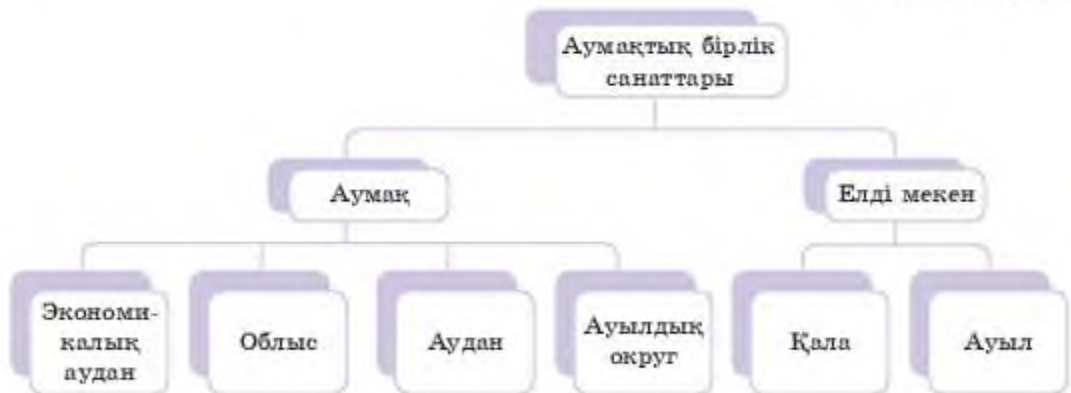 Аумақтық бірлік
санаттары
Аумақ
Елді мекен
Экономи-
калық
аудан
Облыс
Аудан
Ауылдық
округ
Қала
Ауыл